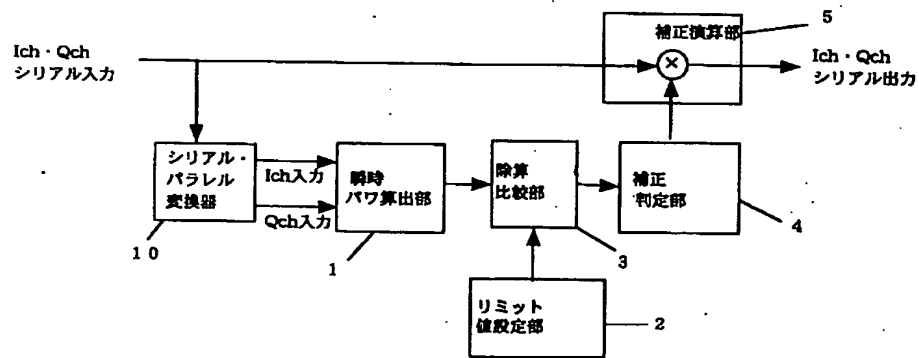 5
補正演算部
Ich・Qch
シリアル入力
×
Ich・Qch
シリアル出力
シリアル・
パラレル
変換器
Ich入力
Qch入力
瞬時
パワ算出部
除算
比較部
補正
判定部
10
1
3
4
リミット
値設定部
2